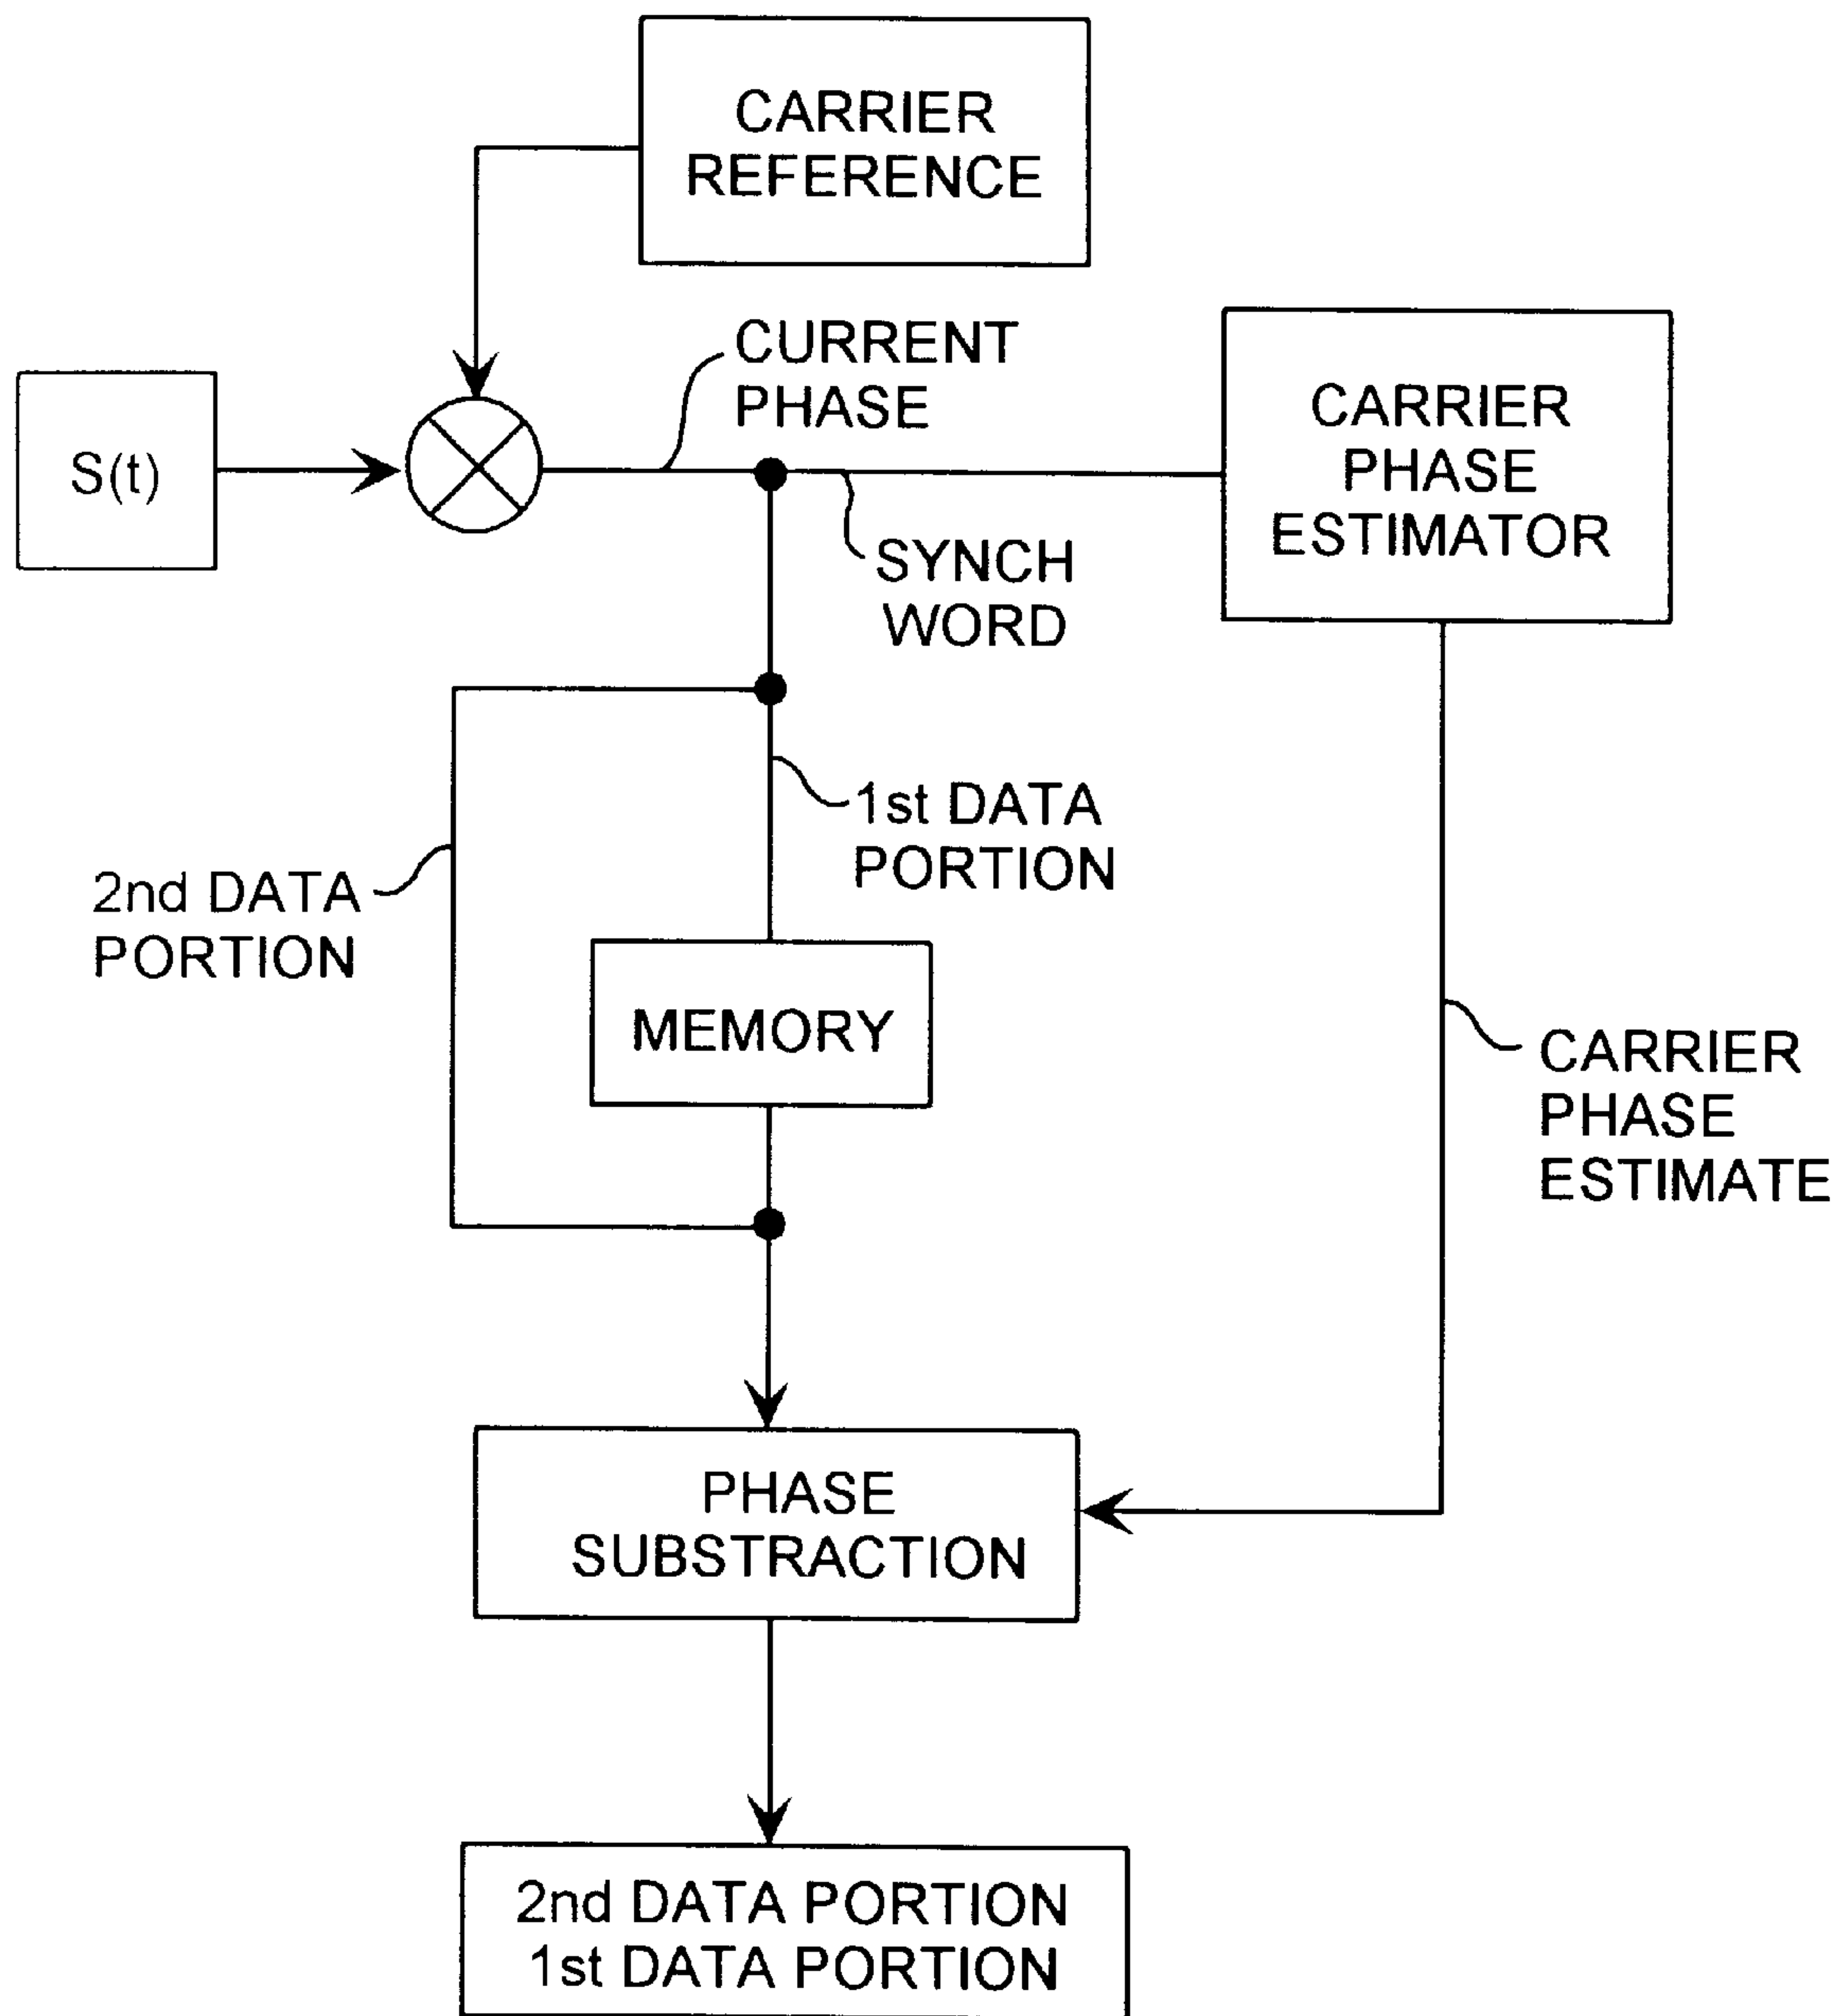 CARRIER
REFERENCE
CURRENT
PHASE
S(t)
CARRIER
PHASE
ESTIMATOR
SYNCH
WORD
1st DATA
PORTION
2nd DATA
PORTION
MEMORY
CARRIER
PHASE
ESTIMATE
PHASE
SUBSTRACTION
2nd DATA PORTION
1st DATA PORTION